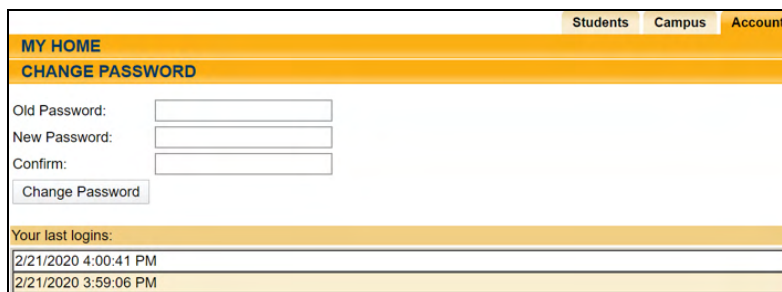 Students Campus Account
MY HOME
CHANGE PASSWORD
Old Password:
New Password:
Confirm:
Change Password
Your last logins:
2/21/2020 4:00:41 PM
2/21/2020 3:59:06 PM